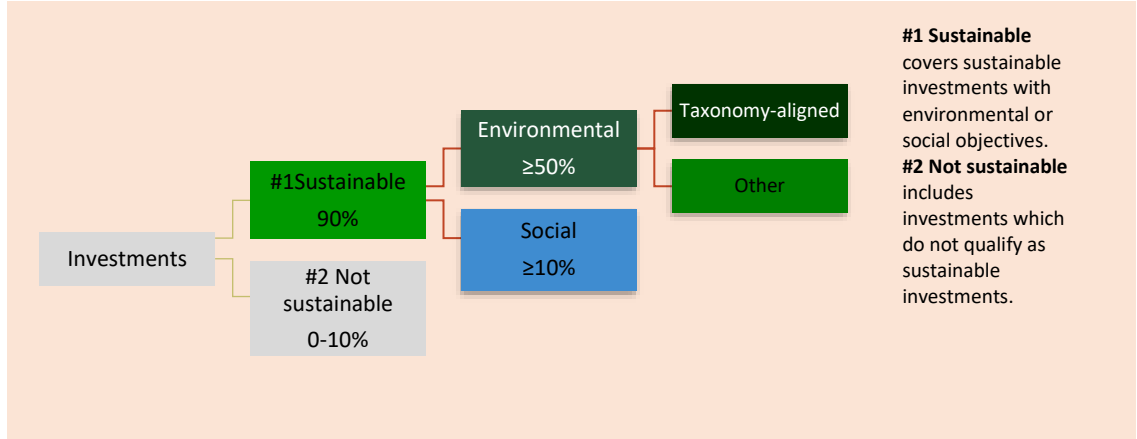 Investments
#1Sustainable
90%
#2 Not
sustainable
0-10%
Environmental
≥50%
Social
≥10%
Taxonomy-aligned
Other
#1 Sustainable
covers sustainable
investments with
environmental or
social objectives.
#2 Not sustainable
includes
investments which
do not qualify as
sustainable
investments.